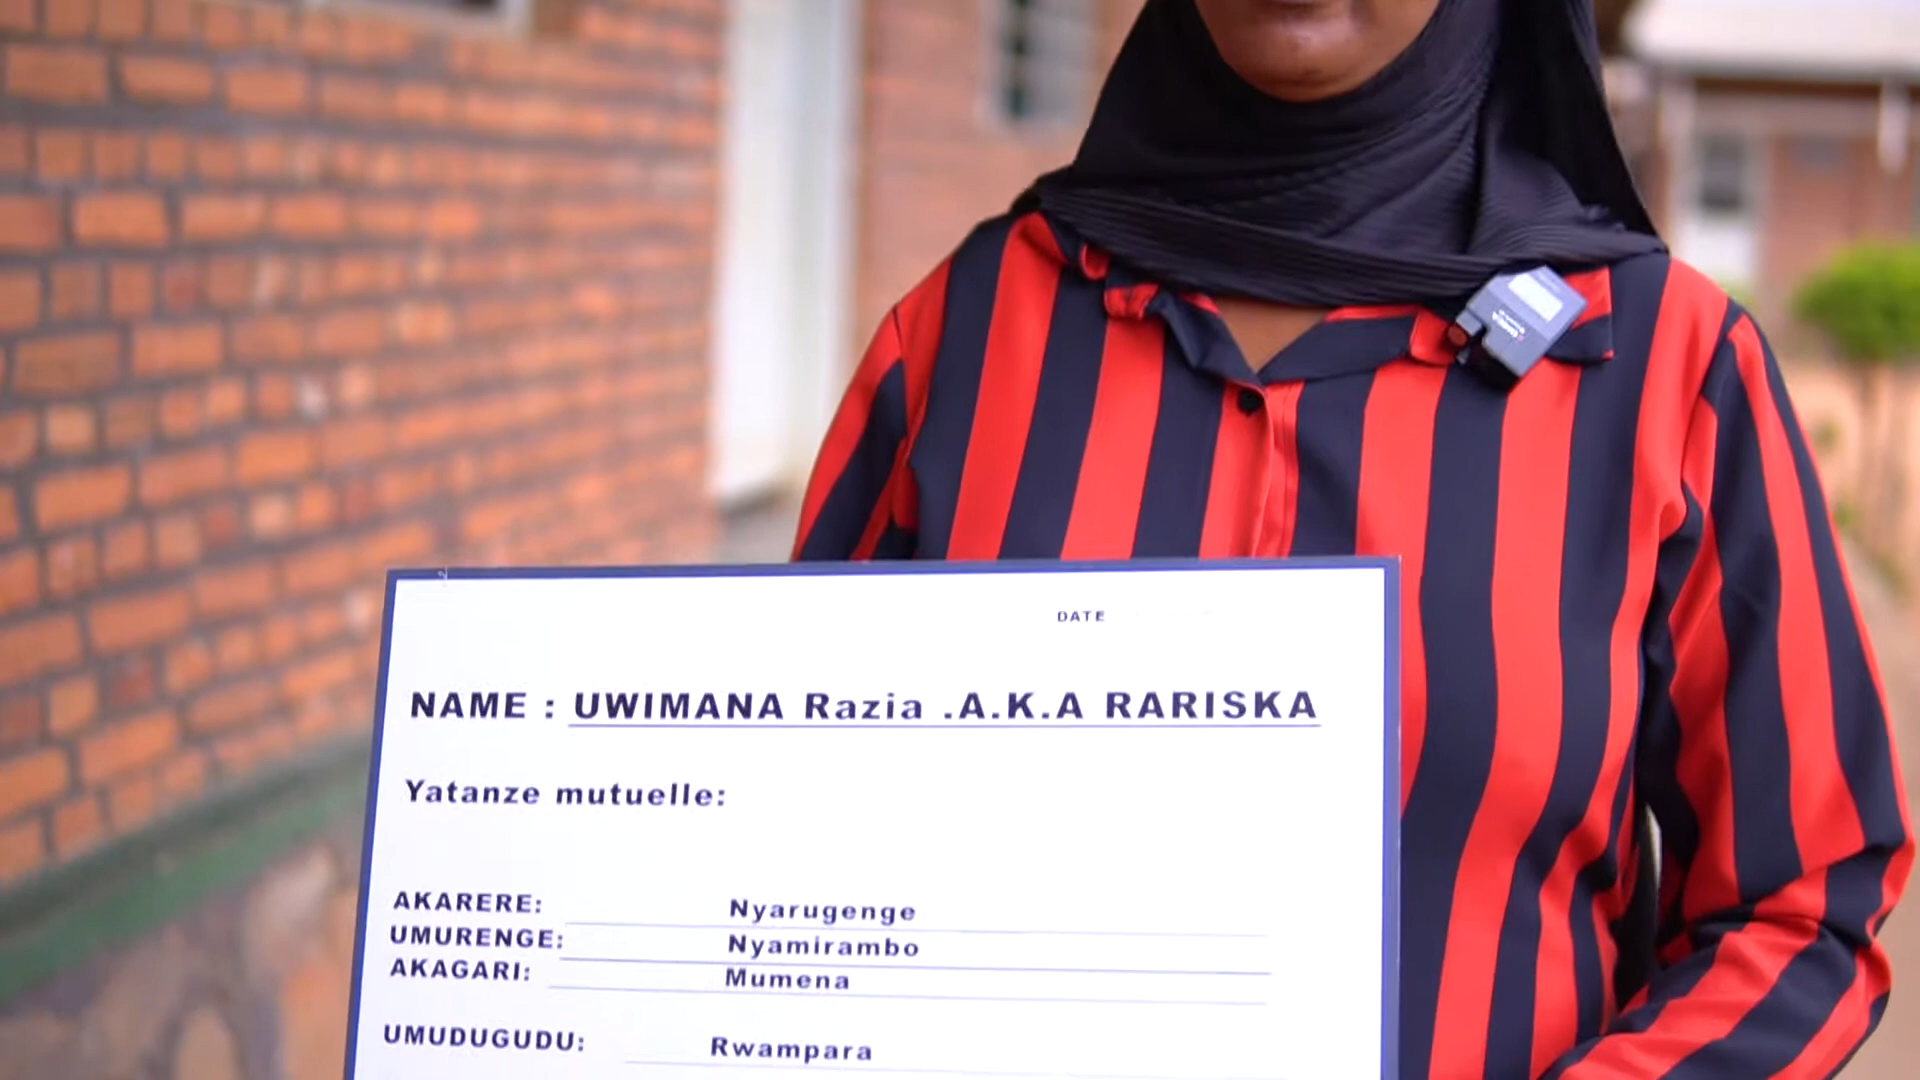 DATE
NAME : UWIMANA Razia .A.K.A RARISKA
Yatanze mutuelle:
AKARERE: Nyarugenge
UMURENGE: Nyamirambo
AKAGARI: Mumena
UMUDUGUDU: Rwampara